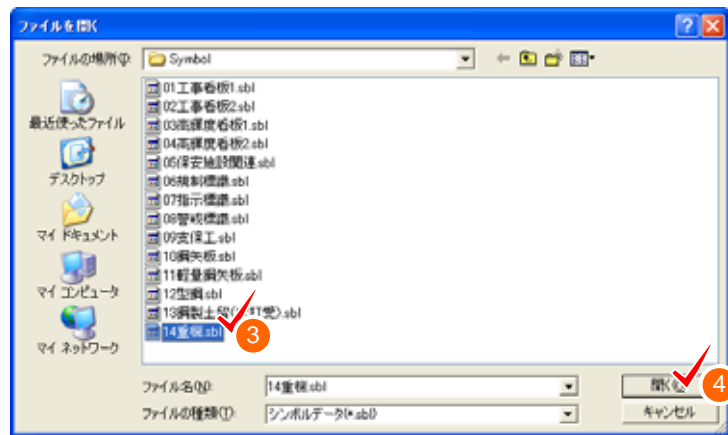 ファイルを開く
ファイルの場所(I):
Symbol
最近使ったファイル
デスクトップ
マイ ドキュメント
マイ コンピュータ
マイ ネットワーク
01工事看板1.sbl
02工事看板2.sbl
03高輝度看板1.sbl
04高輝度看板2.sbl
05保安施設関連.sbl
06規制標識.sbl
07指示標識.sbl
08警戒標識.sbl
09支保工.sbl
10鋼矢板.sbl
11軽量鋼矢板.sbl
12型鋼.sbl
13鋼製土留( .sbl
14重機.sbl
3
ファイル名(N):
14重機.sbl
開く(O)
4
ファイルの種類(T):
シンボルデータ(*.sbl)
キャンセル